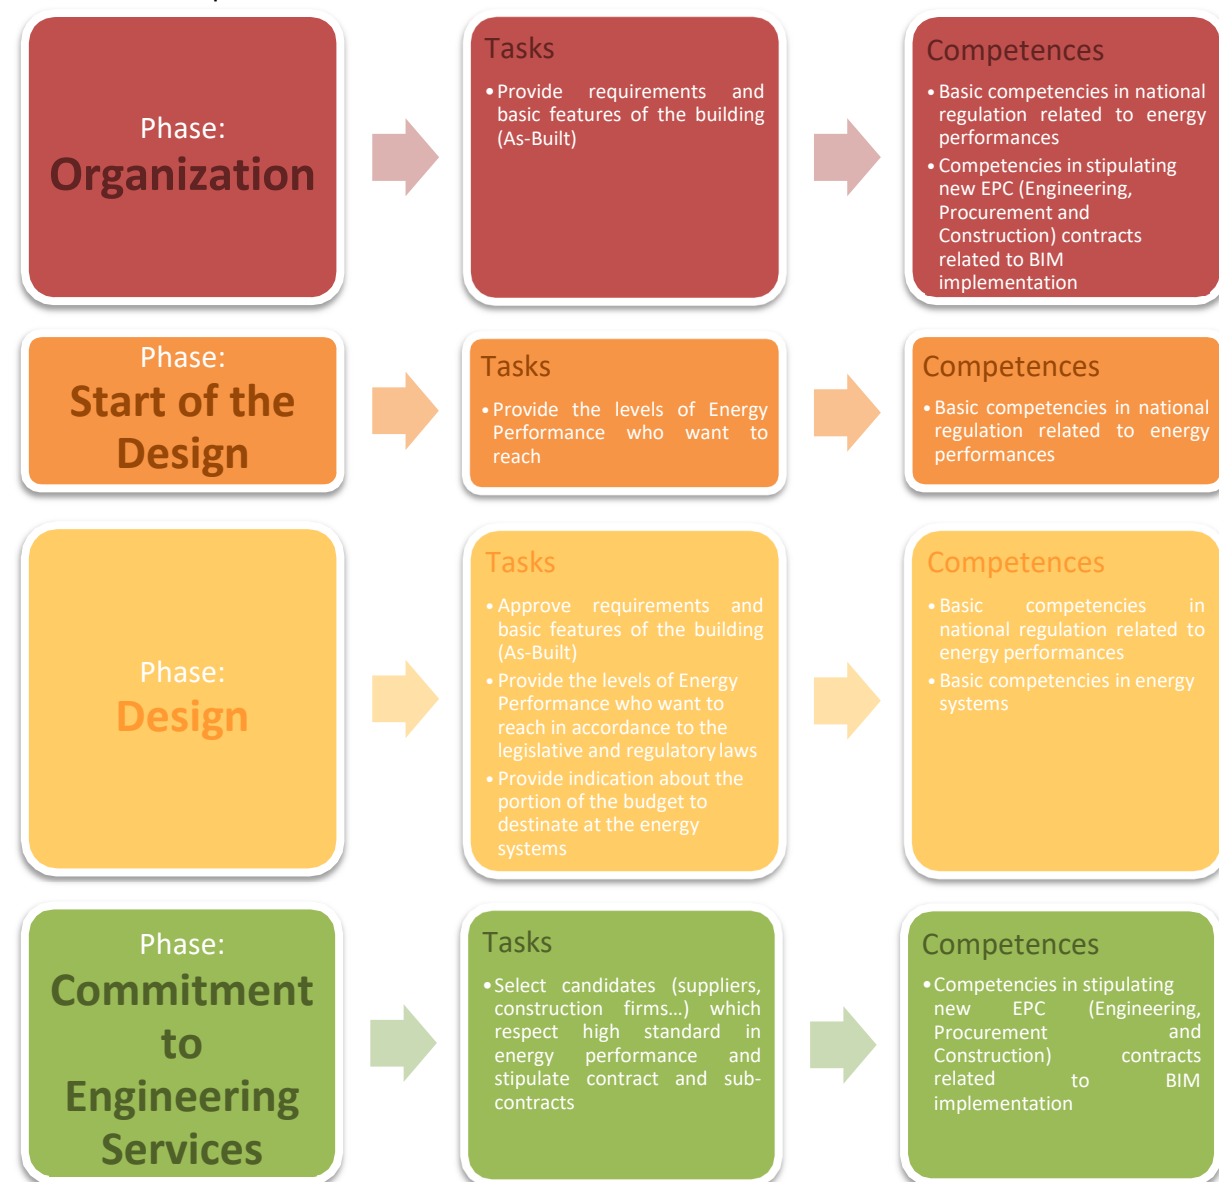 Phase:
Organization
Tasks
• Provide requirements and
basic features of the building
(As-Built)
Competences
• Basic competencies in national
regulation related to energy
performances
• Competencies in stipulating
new EPC (Engineering,
Procurement and
Construction) contracts
related to BIM
implementation
Phase:
Start of the
Design
Tasks
• Provide the levels of Energy
Performance who want to
reach
Competences
• Basic competencies in national
regulation related to energy
performances
Phase:
Design
Tasks
• Approve requirements and
basic features of the building
(As-Built)
• Provide the levels of Energy
Performance who want to
reach in accordance to the
legislative and regulatory laws
• Provide indication about the
portion of the budget to
destinate at the energy
systems
Competences
• Basic competencies in
national regulation related to
energy performances
• Basic competencies in energy
systems
Phase:
Commitment
to
Engineering
Services
Tasks
• Select candidates (suppliers,
construction firms…) which
respect high standard in
energy performance and
stipulate contract and sub-
contracts
Competences
• Competencies in stipulating
new EPC (Engineering,
Procurement and
Construction) contracts
related to BIM
implementation